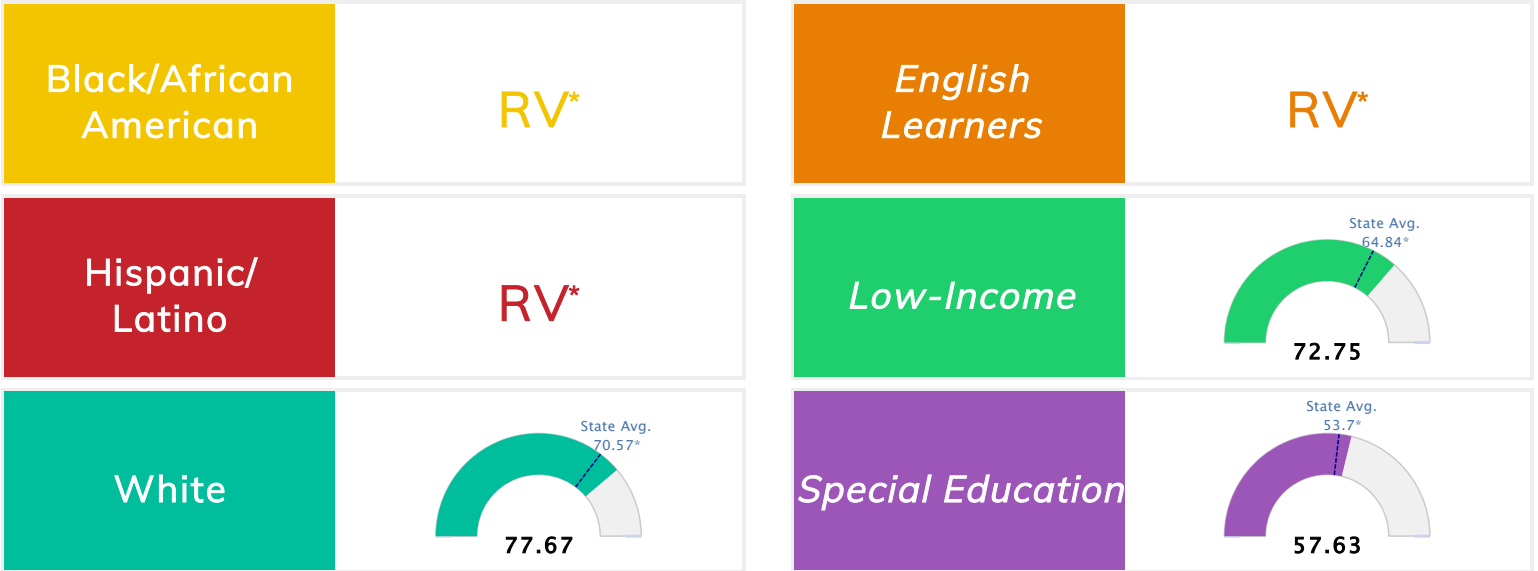 Black/African
American
RV*
English
Learners
RV*
Hispanic/
Latino
RV*
Low-Income
State Avg.
64.84*
72.75
White
State Avg.
70.57*
77.67
Special Education
State Avg.
53.7*
57.63